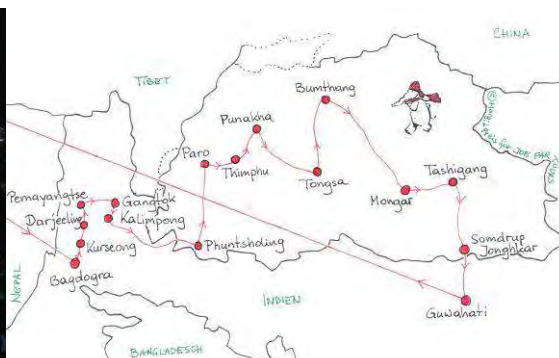 CHINA
TIBET
Bumthang
Punakha
Paro
Thimphu
Tongsa
Tashigang
Mongar
Pemayangtse
Gangtok
Darjeeling
Kalimpong
Kurseong
Phuntsholing
Somdrup
Jongkhar
Bagdogra
NEPAL
INDIEN
Guwahati
BANGLADESCH